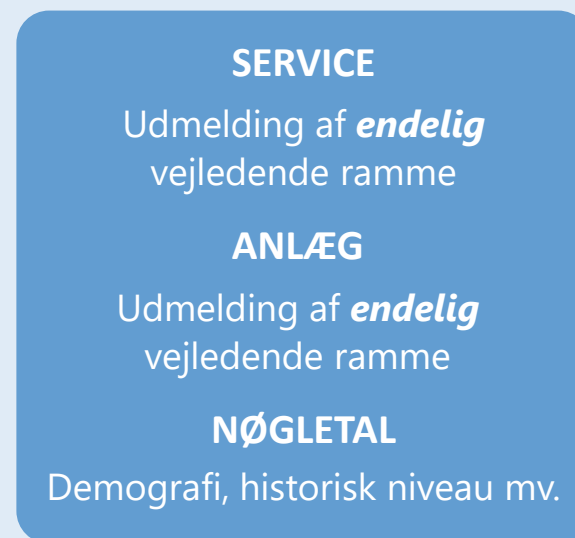 SERVICE
Udmelding af endelig
vejledende ramme
ANLÆG
Udmelding af endelig
vejledende ramme
NØGLETAL
Demografi, historisk niveau mv.